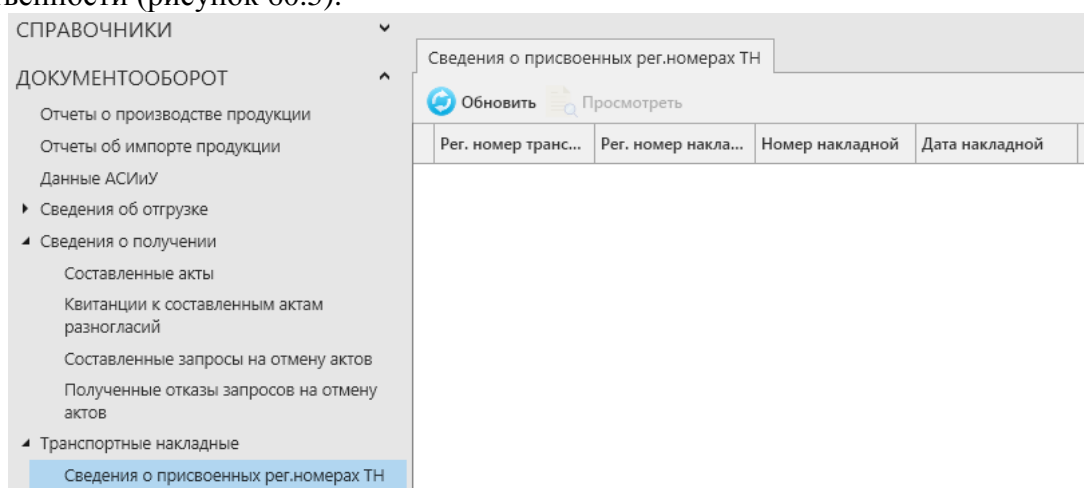 (рисунок 60.3).
СПРАВОЧНИКИ
ДОКУМЕНТООБОРОТ
Отчеты о производстве продукции
Отчеты об импорте продукции
Данные АСИиУ
Сведения об отгрузке
Сведения о получении
Составленные акты
Квитанции к составленным актам
разногласий
Составленные запросы на отмену актов
Полученные отказы запросов на отмену
актов
Транспортные накладные
Сведения о присвоенных рег.номерах ТН
Сведения о присвоенных рег.номерах ТН
Обновить Просмотреть
Рег. номер транс... Рег. номер накла... Номер накладной Дата накладной